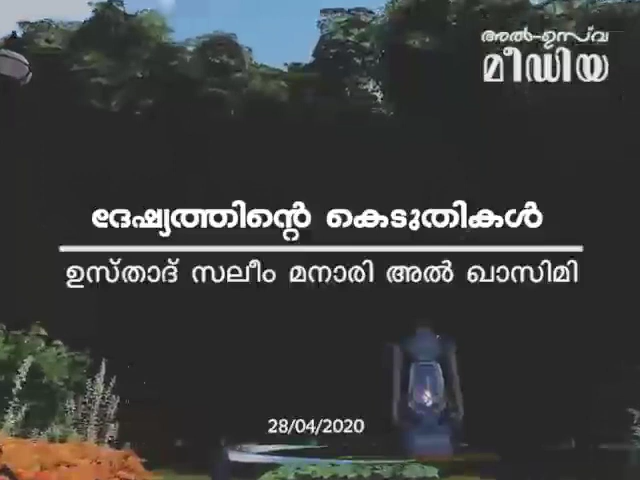 അൽ-ഉസ്‌വ
മീഡിയ
ദേഷ്യത്തിന്റെ കെടുതികൾ
ഉസ്താദ് സലീം മനാരി അൽ ഖാസിമി
28/04/2020